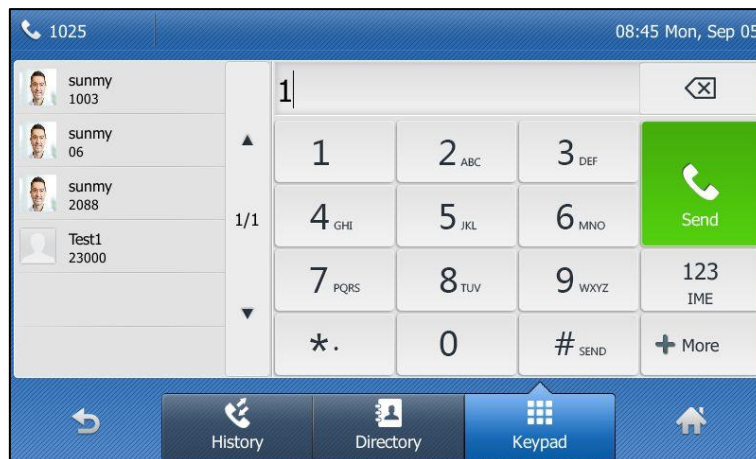 1025
08:45 Mon, Sep 05
sunmy
1003
sunmy
06
sunmy
2088
Test1
23000
1/1
1
1
2 ABC
3 DEF
Send
4 GHI
5 JKL
6 MNO
7 PQRS
8 TUV
9 WXYZ
123
IME
*.
0
# SEND
+ More
History
Directory
Keypad